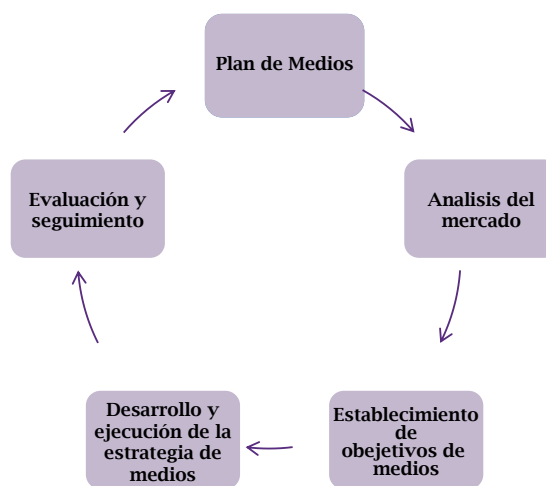 Plan de Medios
Analisis del
mercado
Establecimiento
de
obejetivos de
medios
Desarrollo y
ejecución de la
estrategia de
medios
Evaluación y
seguimiento